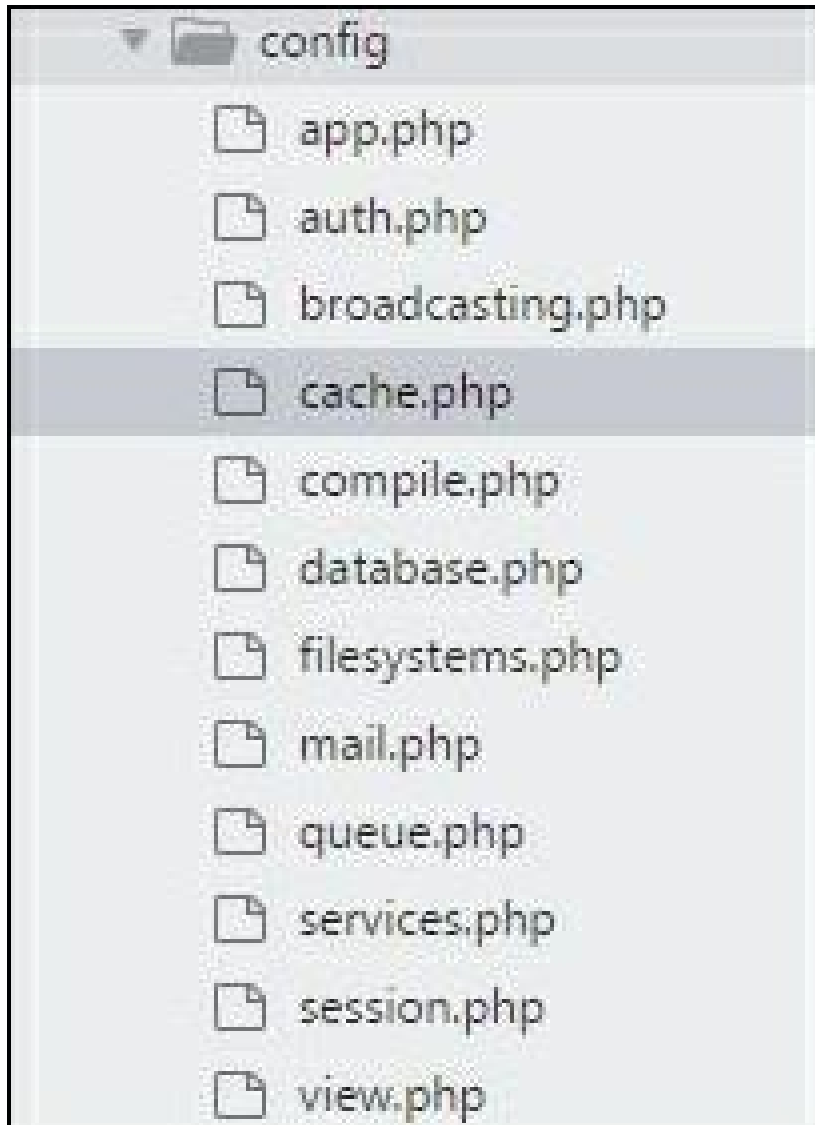 config
app.php
auth.php
broadcasting.php
cache.php
compile.php
database.php
filesystems.php
mail.php
queue.php
services.php
session.php
view.php